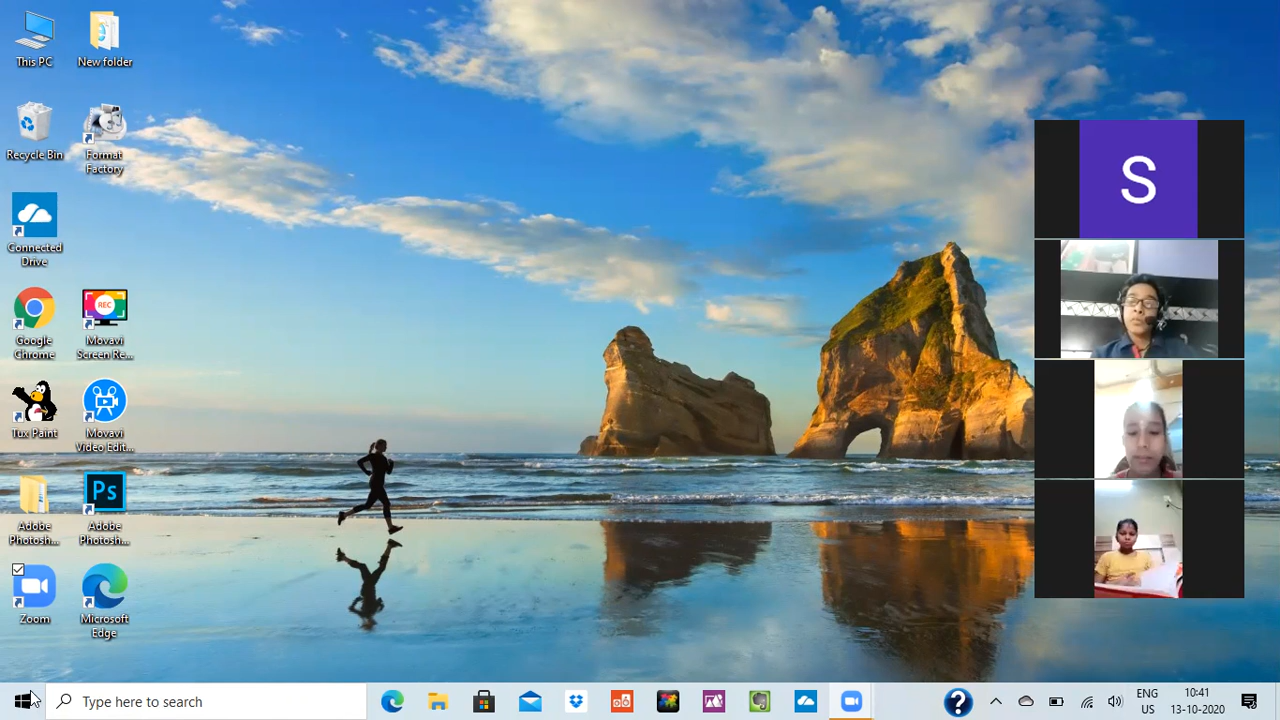 This PC
New folder
Recycle Bin
Format
Factory
Connected
Drive
Google
Chrome
REC
Movavi
Screen Re...
Tux Paint
Movavi
Video Edit...
Adobe
Photosh...
Ps
Adobe
Photosh...
Zoom
Microsoft
Edge
S
Type here to search
?
ENG
US
10:41
13-10-2020